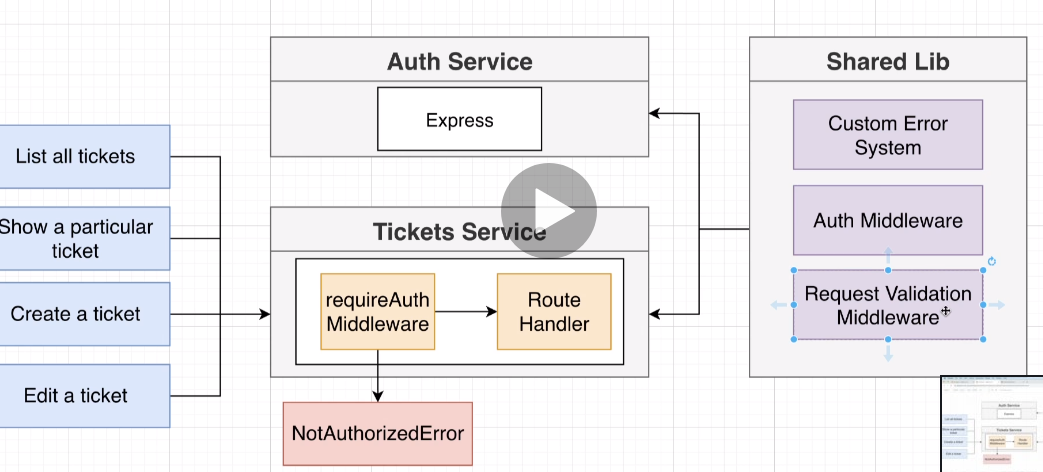 Auth Service
Express
Shared Lib
Custom Error
System
Auth Middleware
Request Validation
Middleware
List all tickets
Show a particular
ticket
Create a ticket
Edit a ticket
Tickets Service
requireAuth
Middleware
Route
Handler
NotAuthorizedError